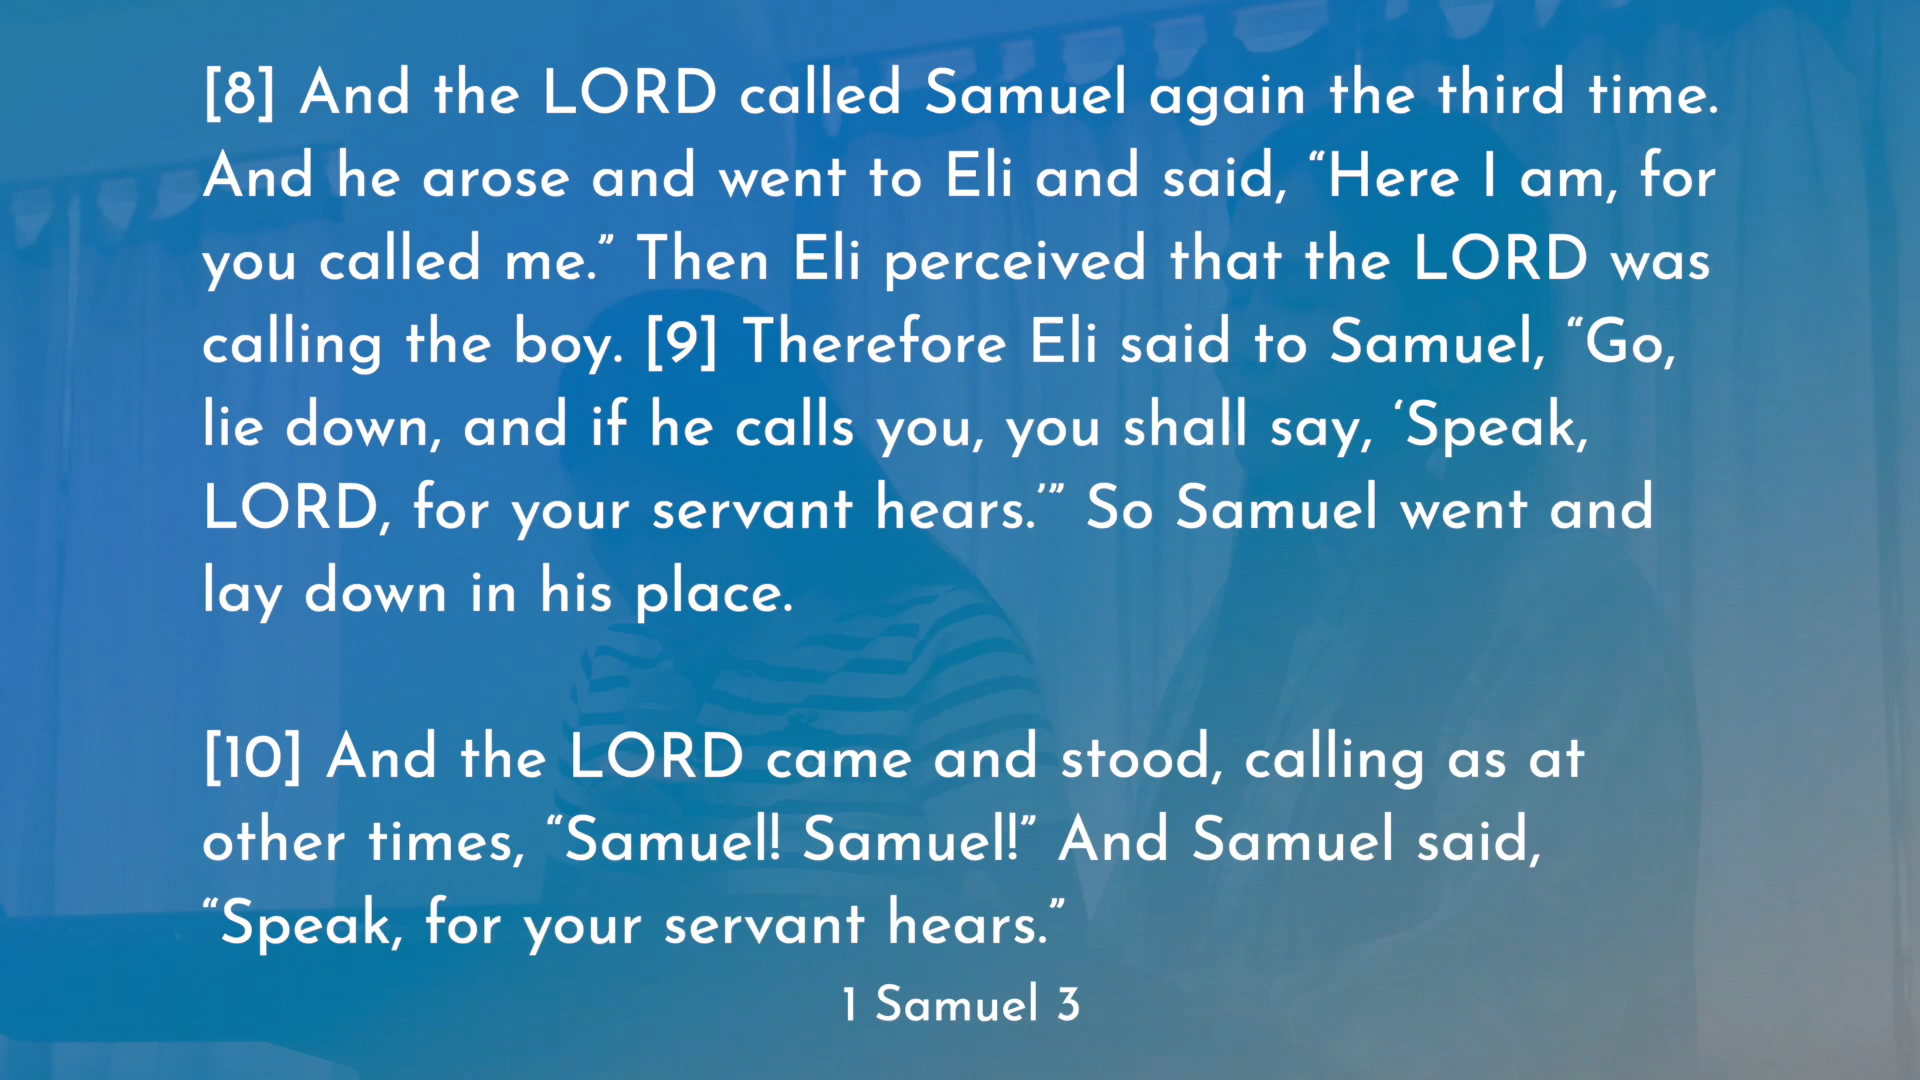 [8] And the LORD called Samuel again the third time.
And he arose and went to Eli and said, “Here I am, for
you called me.” Then Eli perceived that the LORD was
calling the boy. [9] Therefore Eli said to Samuel, “Go,
lie down, and if he calls you, you shall say, ‘Speak,
LORD, for your servant hears.’” So Samuel went and
lay down in his place.
[10] And the LORD came and stood, calling as at
other times, “Samuel! Samuel!” And Samuel said,
“Speak, for your servant hears.”
1 Samuel 3